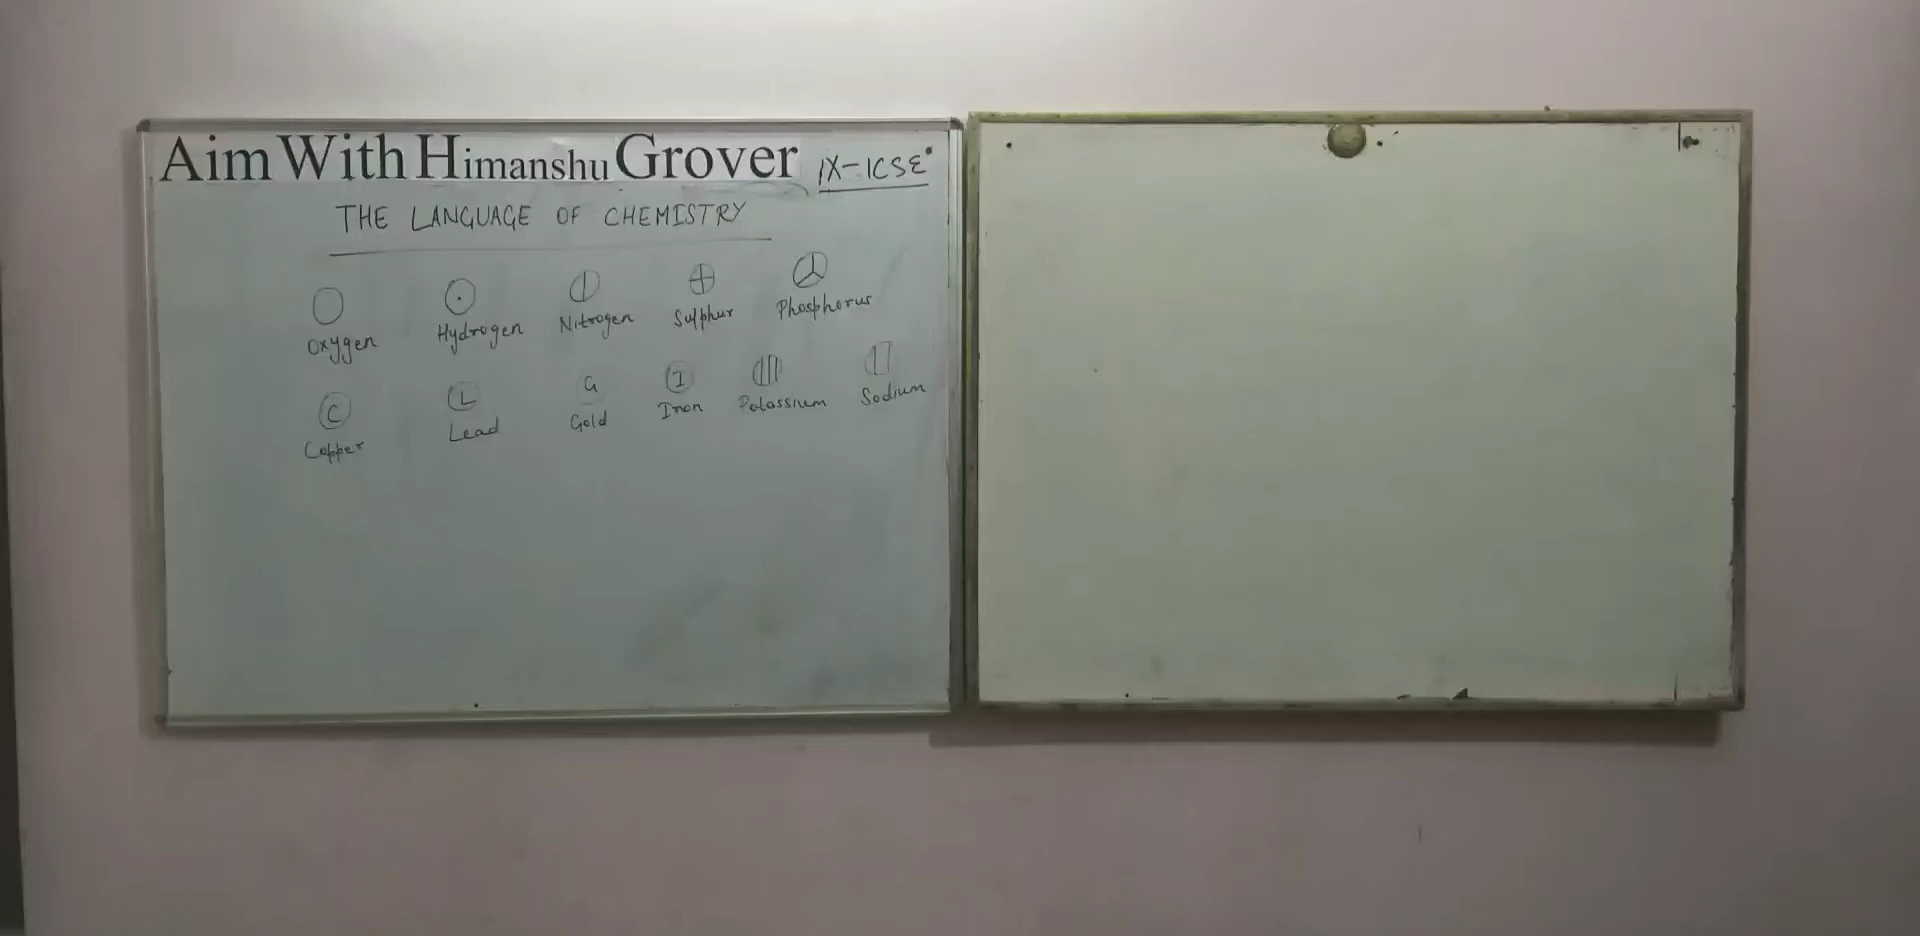 Aim With Himanshu Grover IX-ICSE
THE LANGUAGE OF CHEMISTRY
Oxygen Hydrogen Nitrogen Sulphur Phosphorus
C L G I
Copper Lead Gold Iron Potassium Sodium